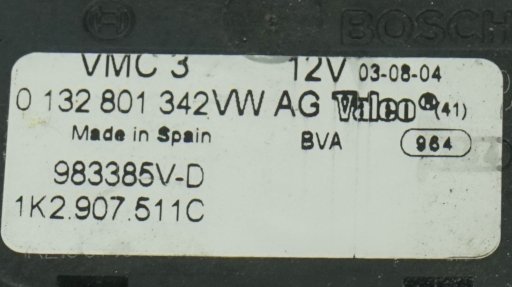 BOSCH
VMC 3 12V 03-08-04
0 132 801 342 VW AG Valeo® (41)
Made in Spain BVA 964
983385V-D
1K2.907.511C